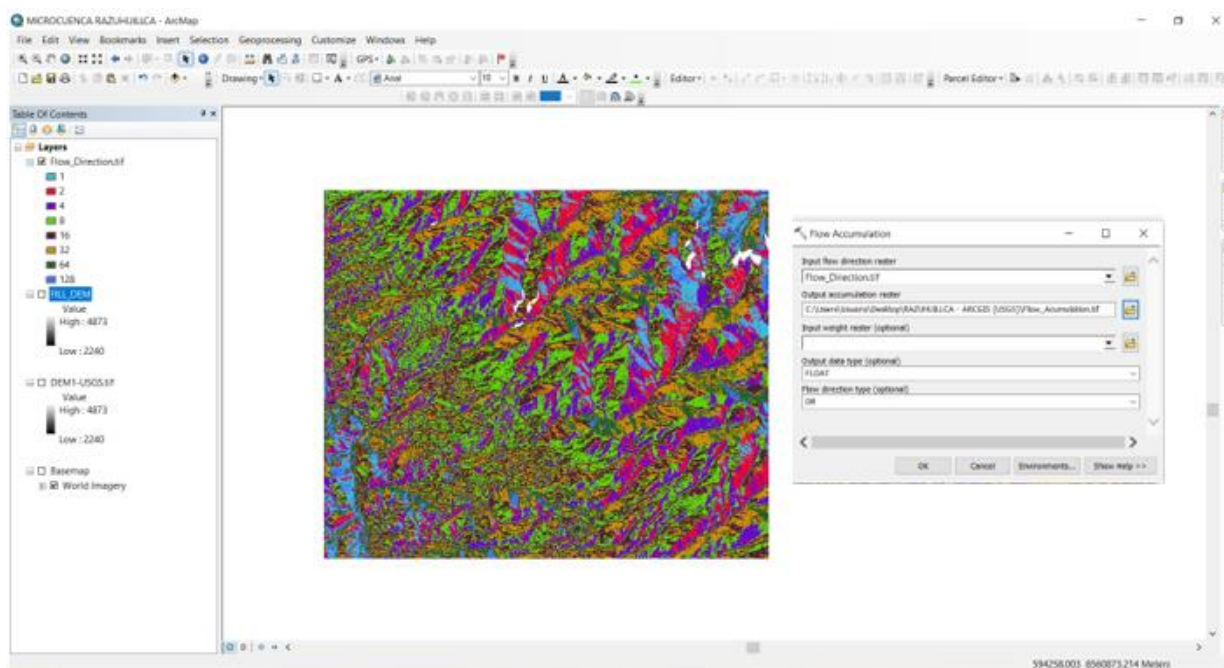 MICROCUENCA RAZUHUILLCA - ArcMap
File Edit View Bookmarks Insert Selection Geoprocessing Customize Windows Help
GPS
Drawing Arial 10 B I U A Editor Parcel Editor
Table Of Contents
Layers
Flow_Direction.tif
1
2
4
8
16
32
64
128
FILL_DEM
Value
High : 4873
Low : 2240
DEM1-USGS.tif
Value
High : 4873
Low : 2240
Basemap
World Imagery
Flow Accumulation
Input flow direction raster
Flow_Direction.tif
Output accumulation raster
Input weight raster (optional)
Output data type (optional)
FLOAT
Flow direction type (optional)
D8
OK Cancel Environments... Show Help >>
594258.003 8560873.214 Meters